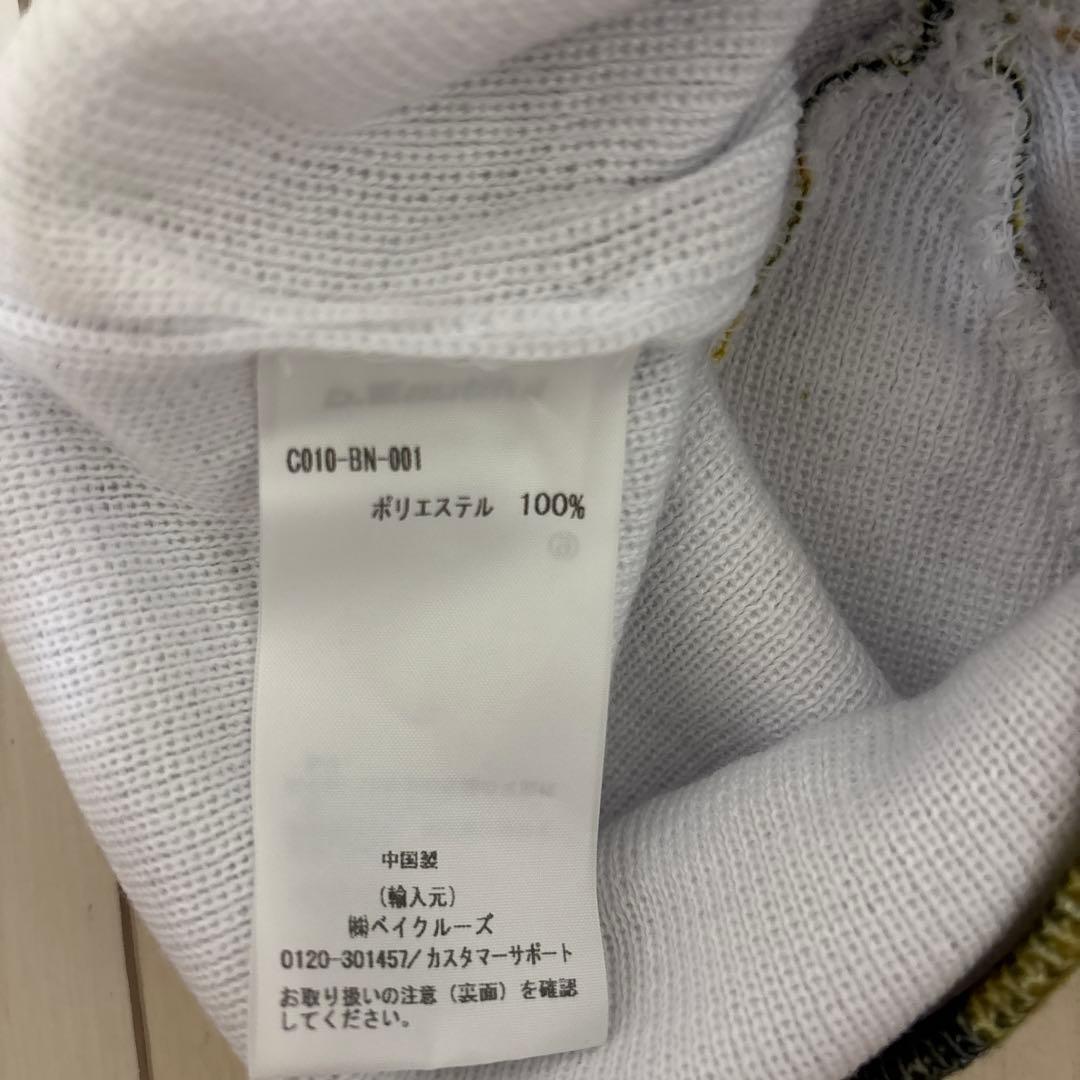 C010-BN-001
ポリエステル 100%
中国製
(輸入元)
㈱ベイクルーズ
0120-301457/カスタマーサポート
お取り扱いの注意(裏面)を確認
してください。